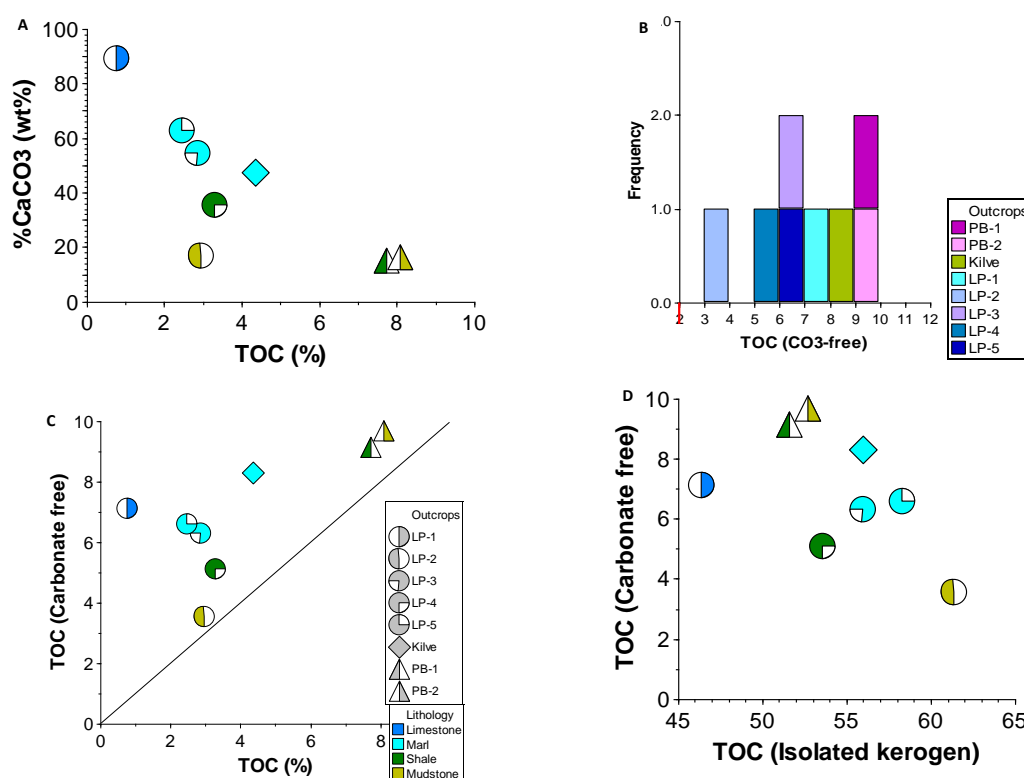 A
100
80
60
40
20
0
%CaCO3 (wt%)
0 2 4 6 8 10
TOC (%)
B
.0
2.0
1.0
0.0
Frequency
2 3 4 5 6 7 8 9 10 11 12
TOC (CO3-free)
Outcrops
PB-1
PB-2
Kilve
LP-1
LP-2
LP-3
LP-4
LP-5
C
10
8
6
4
2
0
TOC (Carbonate free)
0 2 4 6 8
TOC (%)
Outcrops
LP-1
LP-2
LP-3
LP-4
LP-5
Kilve
PB-1
PB-2
Lithology
Limestone
Marl
Shale
Mudstone
D
10
8
6
4
2
0
TOC (Carbonate free)
45 50 55 60 65
TOC (Isolated kerogen)